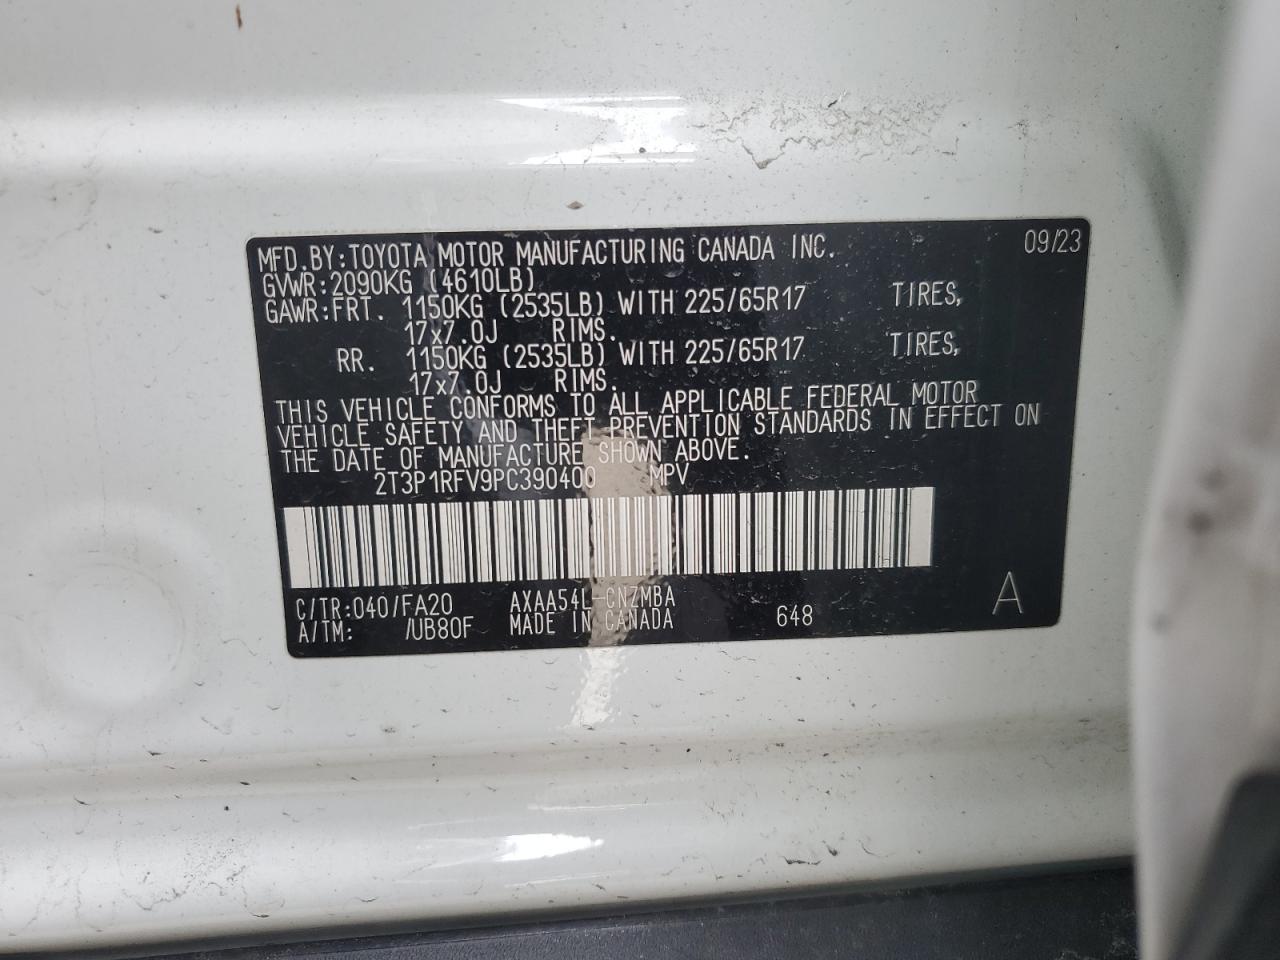 MFD.BY:TOYOTA MOTOR MANUFACTURING CANADA INC. 09/23
GVWR:2090KG (4610LB)
GAWR:FRT. 1150KG (2535LB) WITH 225/65R17 TIRES,
17x7.0J RIMS.
RR. 1150KG (2535LB) WITH 225/65R17 TIRES,
17x7.0J RIMS.
THIS VEHICLE CONFORMS TO ALL APPLICABLE FEDERAL MOTOR
VEHICLE SAFETY AND THEFT PREVENTION STANDARDS IN EFFECT ON
THE DATE OF MANUFACTURE SHOWN ABOVE.
2T3P1RFV9PC390400 MPV
C/TR:040/FA20 AXAA54L-CNZMBA
A/TM: /UB80F MADE IN CANADA 648 A